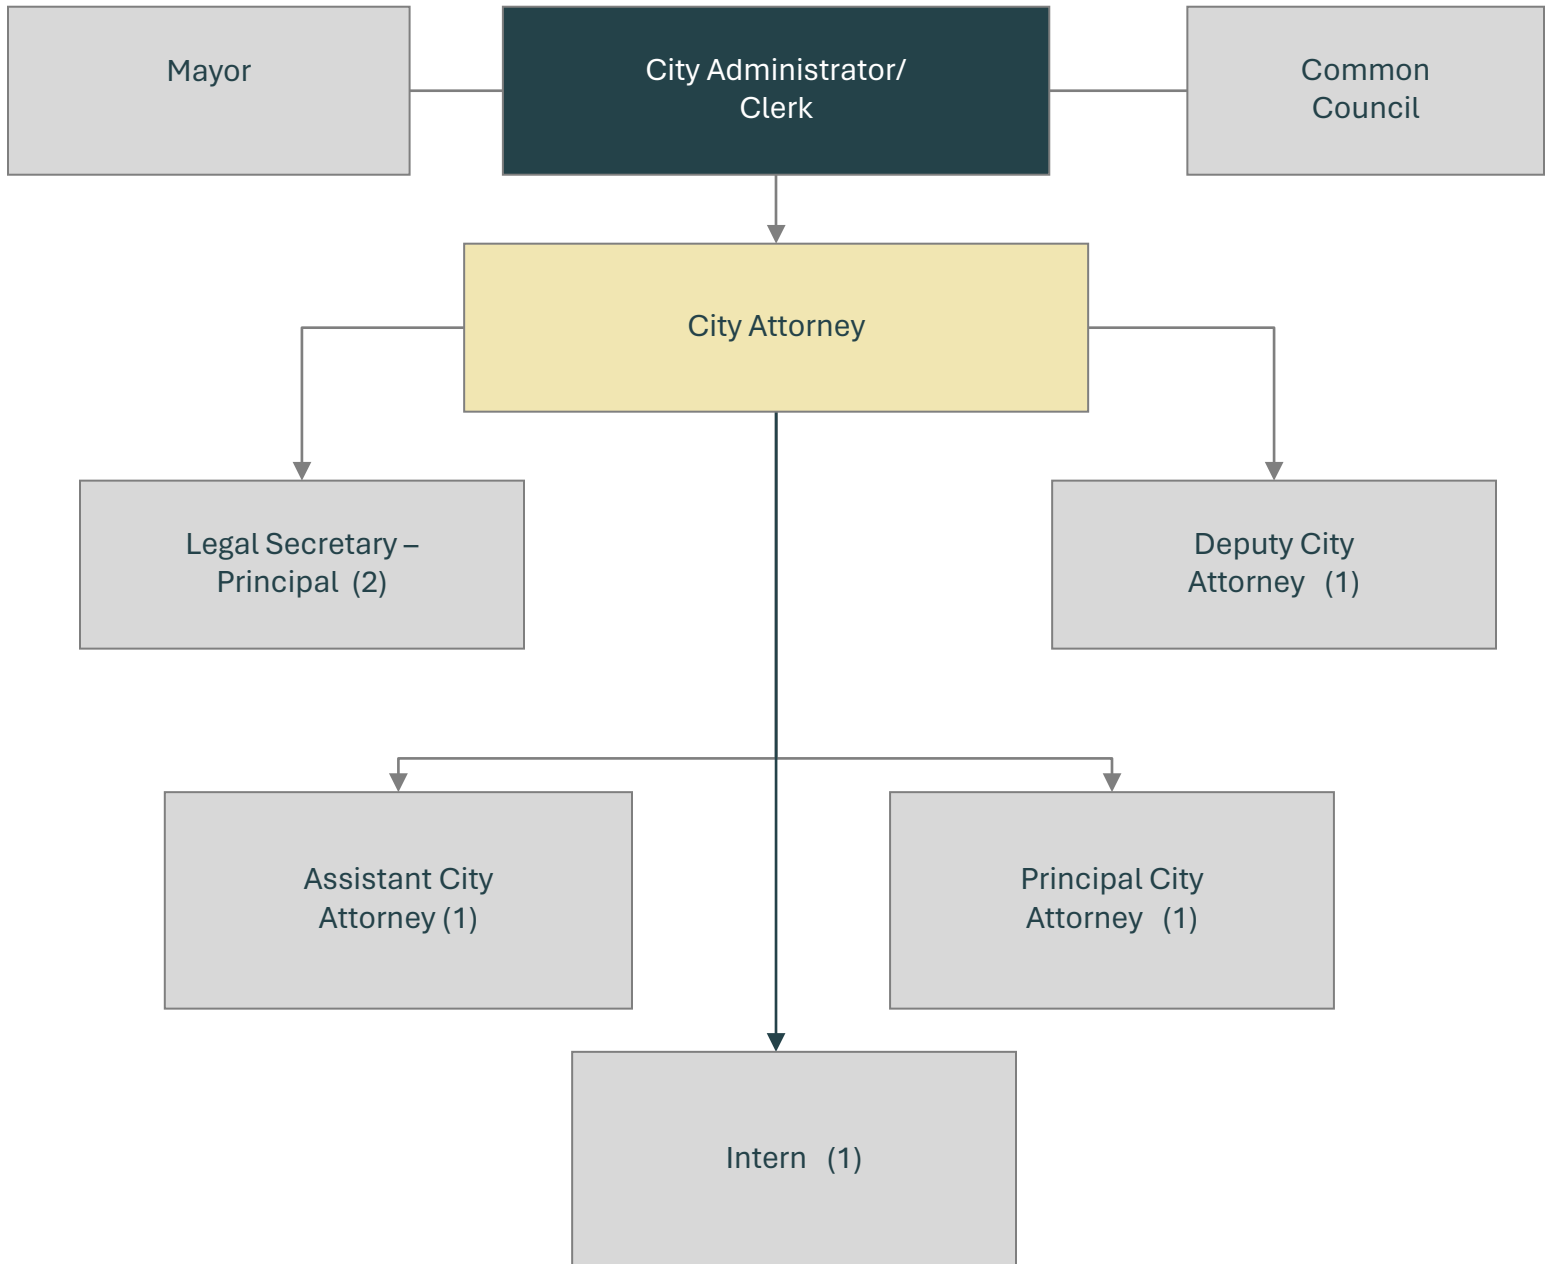 Mayor
City Administrator/
Clerk
Common
Council
City Attorney
Legal Secretary –
Principal  (2)
Deputy City
Attorney   (1)
Assistant City
Attorney (1)
Principal City
Attorney   (1)
Intern   (1)